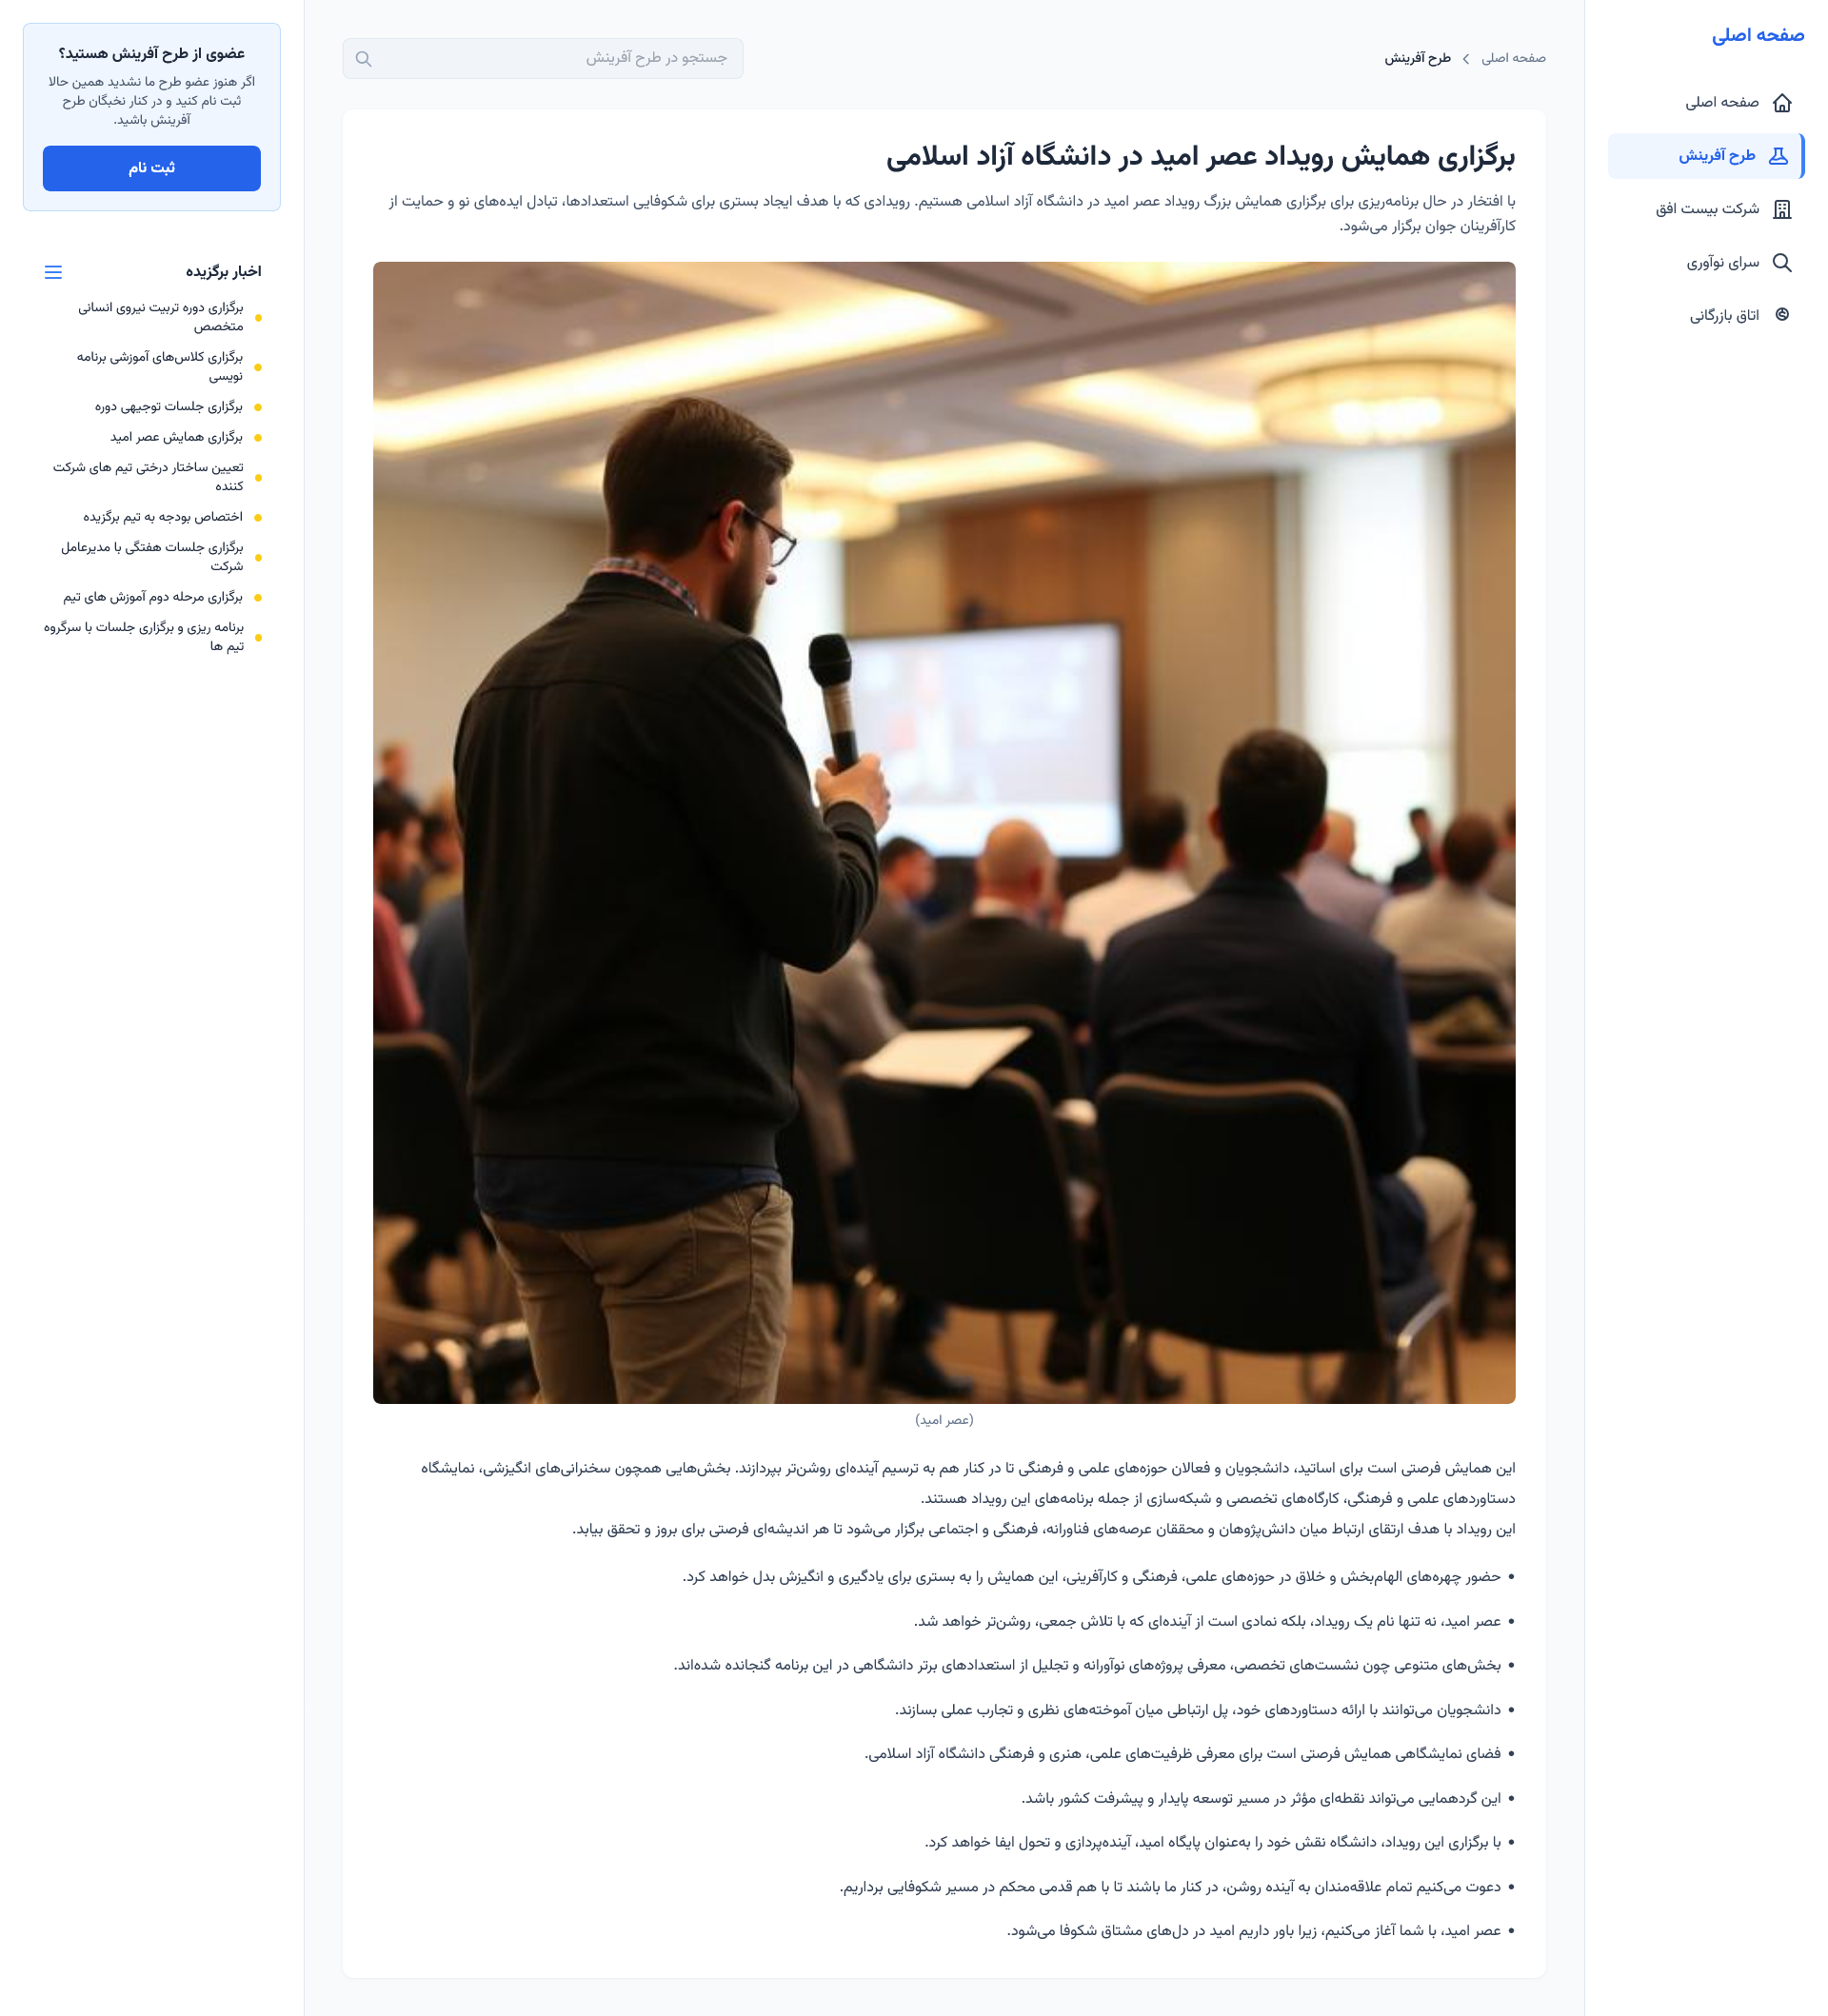 صفحه اصلی
صفحه اصلی
طرح آفرینش
شرکت بیست افق
سرای نوآوری
اتاق بازرگانی
صفحه اصلی
طرح آفرینش
جستجو در طرح آفرینش
برگزاری همایش رویداد عصر امید در دانشگاه آزاد اسلامی
با افتخار در حال برنامه‌ریزی برای برگزاری همایش بزرگ رویداد عصر امید در دانشگاه آزاد اسلامی هستیم. رویدادی که با هدف ایجاد بستری برای شکوفایی استعدادها، تبادل ایده‌های نو و حمایت از
کارآفرینان جوان برگزار می‌شود.
(عصر امید)
این همایش فرصتی است برای اساتید، دانشجویان و فعالان حوزه‌های علمی و فرهنگی تا در کنار هم به ترسیم آینده‌ای روشن‌تر بپردازند. بخش‌هایی همچون سخنرانی‌های انگیزشی، نمایشگاه
دستاوردهای علمی و فرهنگی، کارگاه‌های تخصصی و شبکه‌سازی از جمله برنامه‌های این رویداد هستند.
این رویداد با هدف ارتقای ارتباط میان دانش‌پژوهان و محققان عرصه‌های فناورانه، فرهنگی و اجتماعی برگزار می‌شود تا هر اندیشه‌ای فرصتی برای بروز و تحقق بیابد.
• حضور چهره‌های الهام‌بخش و خلاق در حوزه‌های علمی، فرهنگی و کارآفرینی، این همایش را به بستری برای یادگیری و انگیزش بدل خواهد کرد.
• عصر امید، نه تنها نام یک رویداد، بلکه نمادی است از آینده‌ای که با تلاش جمعی، روشن‌تر خواهد شد.
• بخش‌های متنوعی چون نشست‌های تخصصی، معرفی پروژه‌های نوآورانه و تجلیل از استعدادهای برتر دانشگاهی در این برنامه گنجانده شده‌اند.
• دانشجویان می‌توانند با ارائه دستاوردهای خود، پل ارتباطی میان آموخته‌های نظری و تجارب عملی بسازند.
• فضای نمایشگاهی همایش فرصتی است برای معرفی ظرفیت‌های علمی، هنری و فرهنگی دانشگاه آزاد اسلامی.
• این گردهمایی می‌تواند نقطه‌ای مؤثر در مسیر توسعه پایدار و پیشرفت کشور باشد.
• با برگزاری این رویداد، دانشگاه نقش خود را به‌عنوان پایگاه امید، آینده‌پردازی و تحول ایفا خواهد کرد.
• دعوت می‌کنیم تمام علاقه‌مندان به آینده روشن، در کنار ما باشند تا با هم قدمی محکم در مسیر شکوفایی برداریم.
• عصر امید، با شما آغاز می‌کنیم، زیرا باور داریم امید در دل‌های مشتاق شکوفا می‌شود.
عضوی از طرح آفرینش هستید؟
اگر هنوز عضو طرح ما نشدید همین حالا
ثبت نام کنید و در کنار نخبگان طرح
آفرینش باشید.
ثبت نام
اخبار برگزیده
برگزاری دوره تربیت نیروی انسانی
متخصص
برگزاری کلاس‌های آموزشی برنامه
نویسی
برگزاری جلسات توجیهی دوره
برگزاری همایش عصر امید
تعیین ساختار درختی تیم های شرکت
کننده
اختصاص بودجه به تیم برگزیده
برگزاری جلسات هفتگی با مدیرعامل
شرکت
برگزاری مرحله دوم آموزش های تیم
برنامه ریزی و برگزاری جلسات با سرگروه
تیم ها